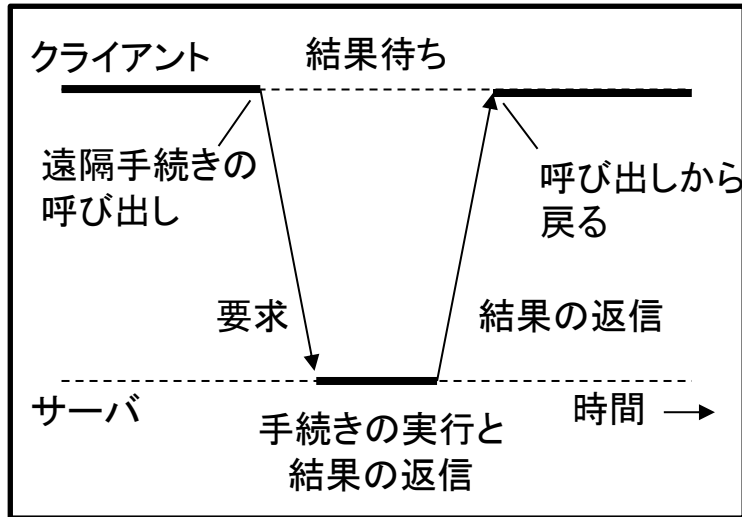 クライアント
結果待ち
遠隔手続きの
呼び出し
呼び出しから
戻る
要求
結果の返信
サーバ
時間
手続きの実行と
結果の返信